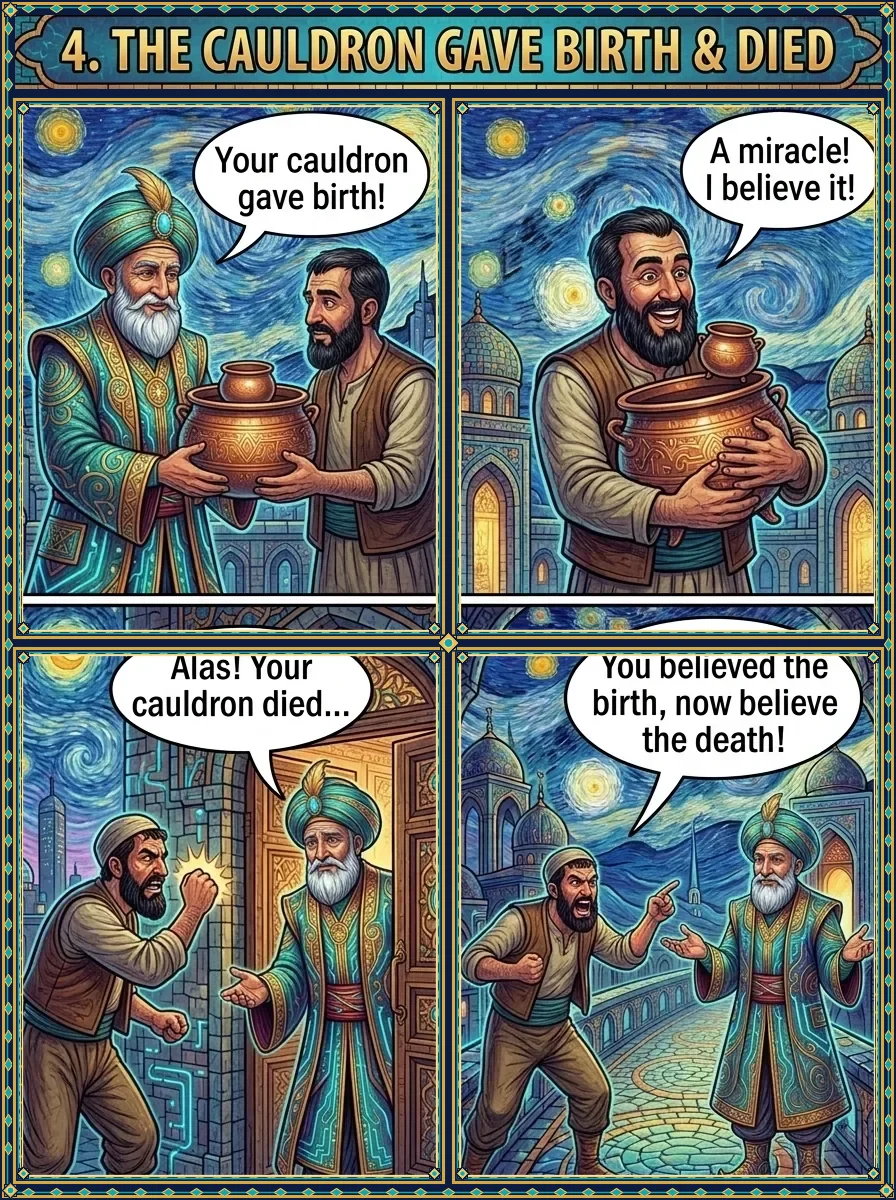 4. THE CAULDRON GAVE BIRTH & DIED
Your cauldron
gave birth!
A miracle!
I believe it!
Alas! Your
cauldron died...
You believed the
birth, now believe
the death!